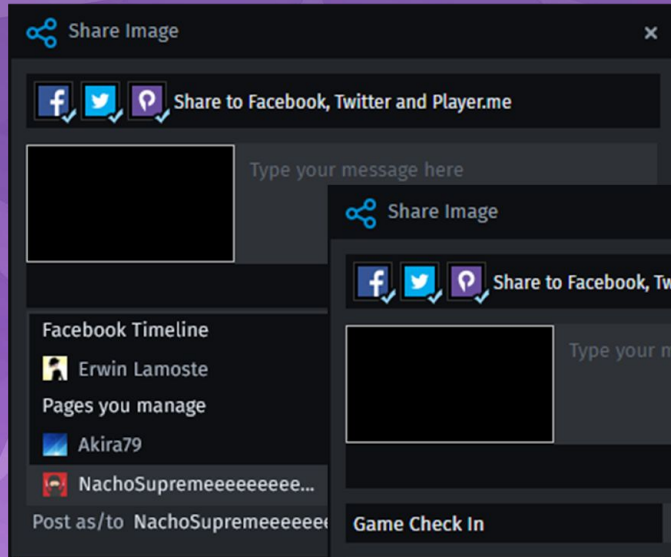 Share Image
Share to Facebook, Twitter and Player.me
Type your message here
Facebook Timeline
Erwin Lamoste
Pages you manage
Akira79
NachoSupremeeeeeeeeee...
Post as/to NachoSupremeeeeeee
Share Image
Share to Facebook, Tw
Type your m
Game Check In